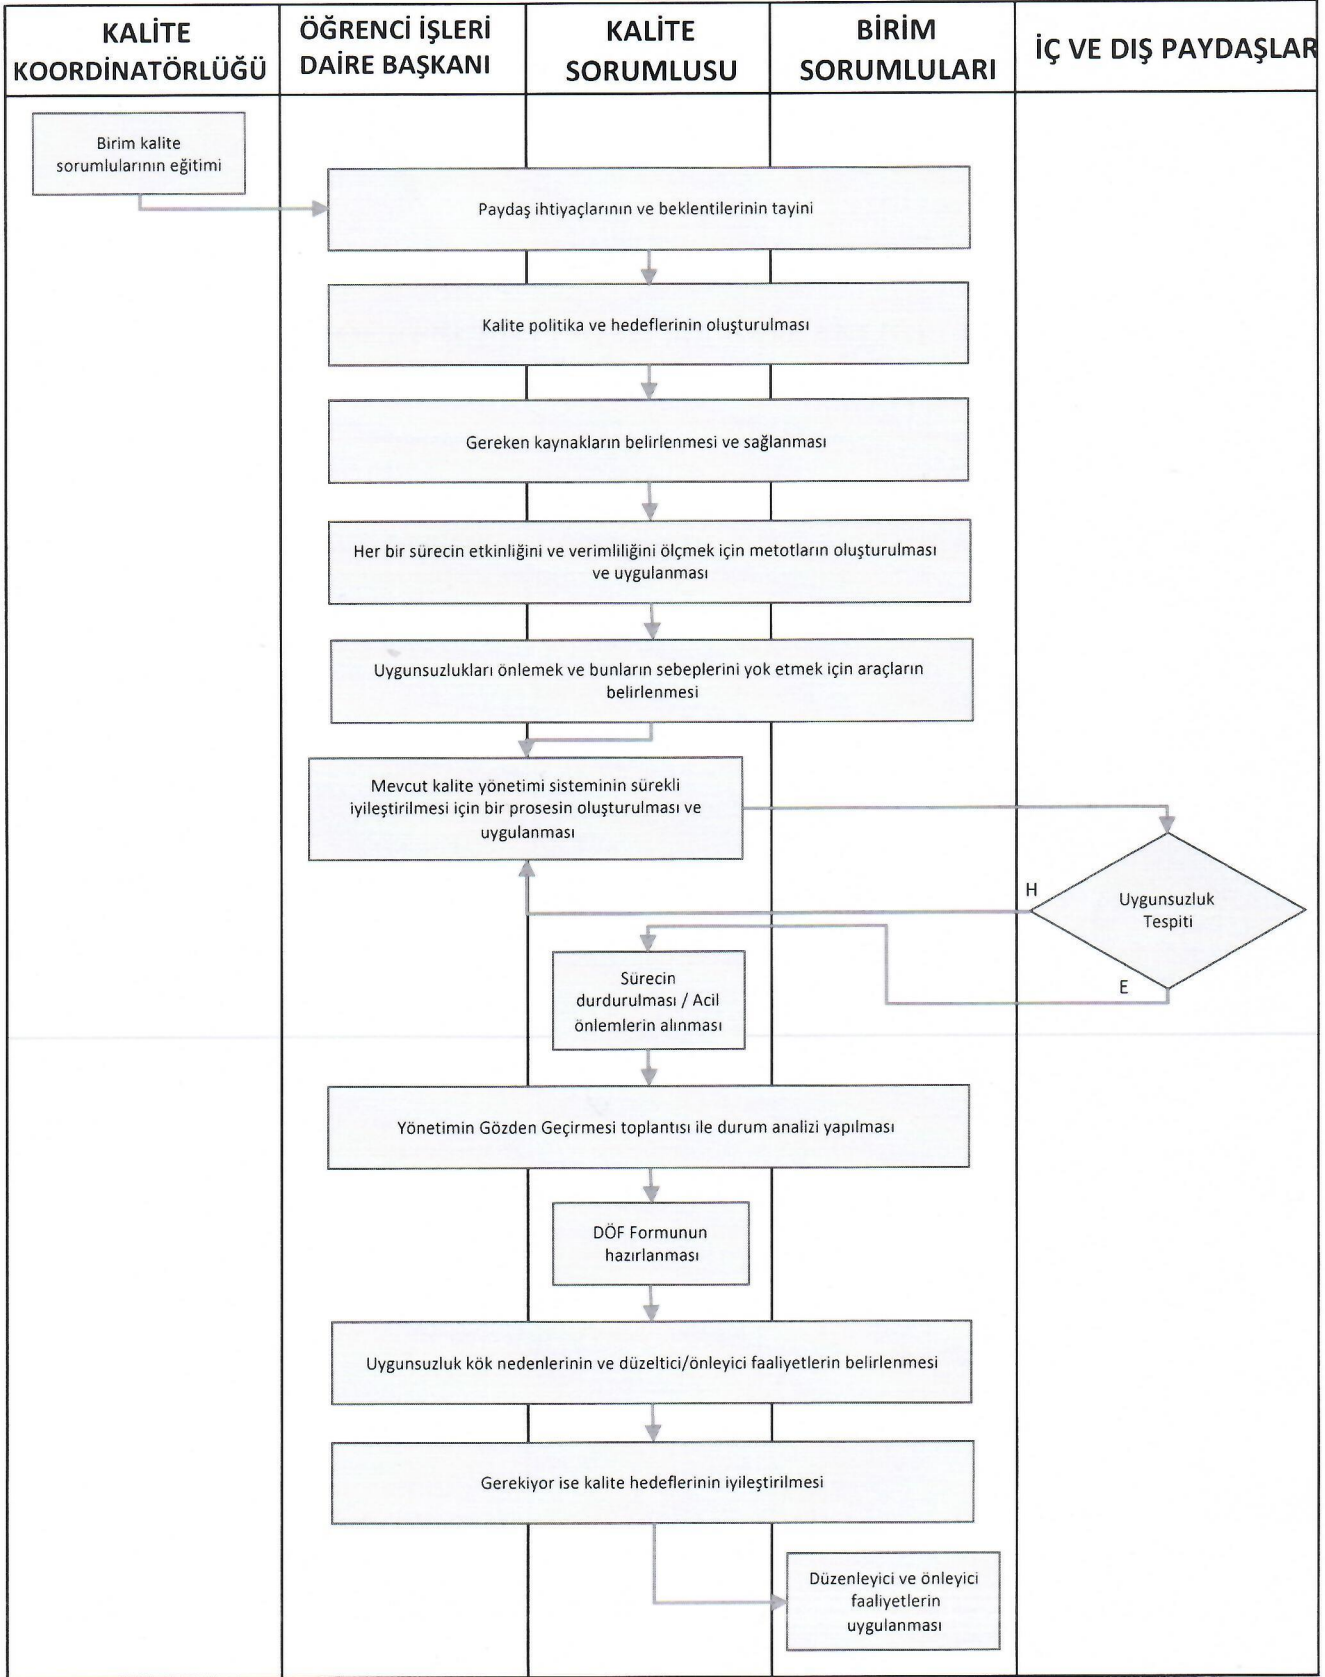 KALİTE
KOORDİNATÖRLÜĞÜ
ÖĞRENCİ İŞLERİ
DAİRE BAŞKANI
KALİTE
SORUMLUSU
BİRİM
SORUMLULARI
İÇ VE DIŞ PAYDAŞLAR
Birim kalite
sorumlularının eğitimi
Paydaş ihtiyaçlarının ve beklentilerinin tayini
Kalite politika ve hedeflerinin oluşturulması
Gereken kaynakların belirlenmesi ve sağlanması
Her bir sürecin etkinliğini ve verimliliğini ölçmek için metotların oluşturulması
ve uygulanması
Uygunsuzlukları önlemek ve bunların sebeplerini yok etmek için araçların
belirlenmesi
Mevcut kalite yönetimi sisteminin sürekli
iyileştirilmesi için bir prosesin oluşturulması ve
uygulanması
H
Uygunsuzluk
Tespiti
E
Sürecin
durdurulması / Acil
önlemlerin alınması
Yönetimin Gözden Geçirmesi toplantısı ile durum analizi yapılması
DÖF Formunun
hazırlanması
Uygunsuzluk kök nedenlerinin ve düzeltici/önleyici faaliyetlerin belirlenmesi
Gerekiyor ise kalite hedeflerinin iyileştirilmesi
Düzenleyici ve önleyici
faaliyetlerin
uygulanması